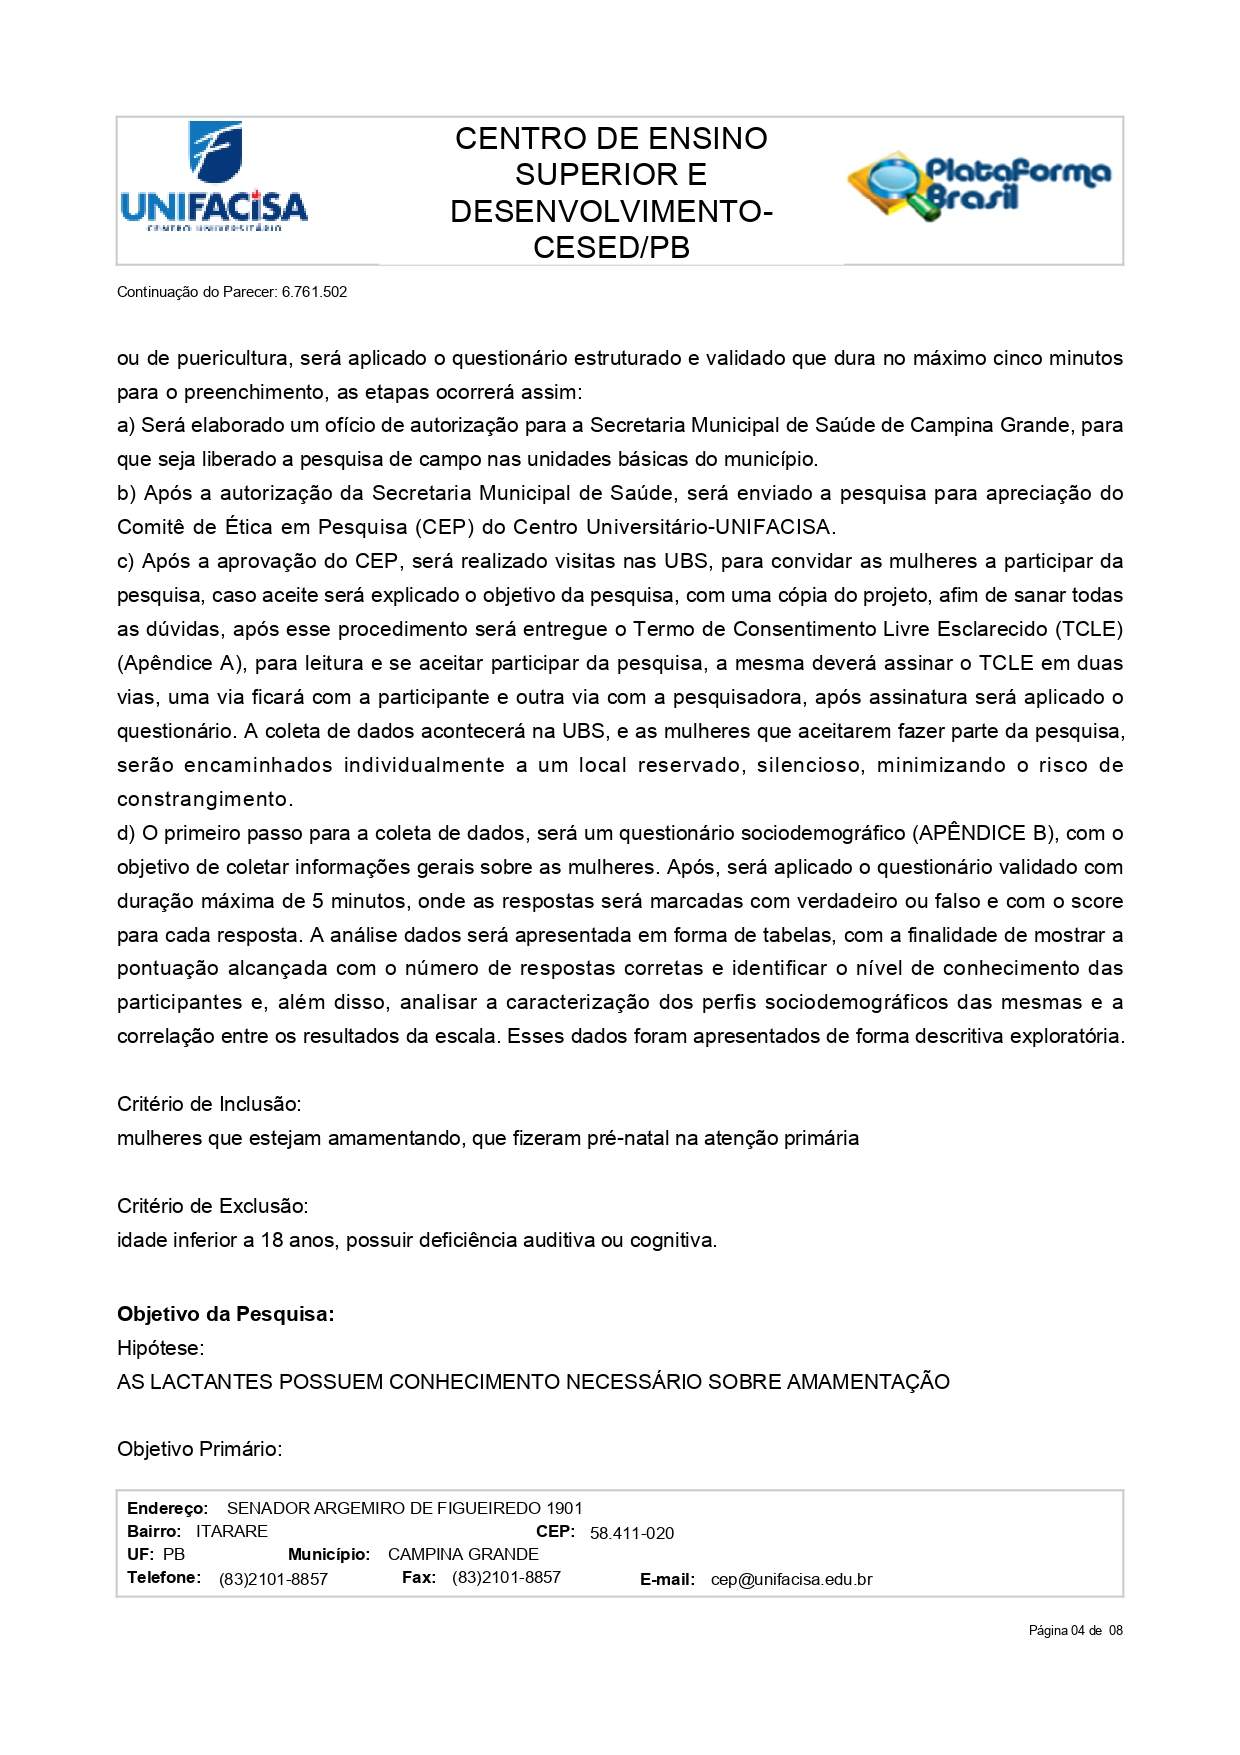 UNIFACISA
CENTRO UNIVERSITÁRIO
CENTRO DE ENSINO
SUPERIOR E
DESENVOLVIMENTO-
CESED/PB
Plataforma
Brasil
Continuação do Parecer: 6.761.502
ou de puericultura, será aplicado o questionário estruturado e validado que dura no máximo cinco minutos
para o preenchimento, as etapas ocorrerá assim:
a) Será elaborado um ofício de autorização para a Secretaria Municipal de Saúde de Campina Grande, para
que seja liberado a pesquisa de campo nas unidades básicas do município.
b) Após a autorização da Secretaria Municipal de Saúde, será enviado a pesquisa para apreciação do
Comitê de Ética em Pesquisa (CEP) do Centro Universitário-UNIFACISA.
c) Após a aprovação do CEP, será realizado visitas nas UBS, para convidar as mulheres a participar da
pesquisa, caso aceite será explicado o objetivo da pesquisa, com uma cópia do projeto, afim de sanar todas
as dúvidas, após esse procedimento será entregue o Termo de Consentimento Livre Esclarecido (TCLE)
(Apêndice A), para leitura e se aceitar participar da pesquisa, a mesma deverá assinar o TCLE em duas
vias, uma via ficará com a participante e outra via com a pesquisadora, após assinatura será aplicado o
questionário. A coleta de dados acontecerá na UBS, e as mulheres que aceitarem fazer parte da pesquisa,
serão encaminhados individualmente a um local reservado, silencioso, minimizando o risco de
constrangimento.
d) O primeiro passo para a coleta de dados, será um questionário sociodemográfico (APÊNDICE B), com o
objetivo de coletar informações gerais sobre as mulheres. Após, será aplicado o questionário validado com
duração máxima de 5 minutos, onde as respostas será marcadas com verdadeiro ou falso e com o score
para cada resposta. A análise dados será apresentada em forma de tabelas, com a finalidade de mostrar a
pontuação alcançada com o número de respostas corretas e identificar o nível de conhecimento das
participantes e, além disso, analisar a caracterização dos perfis sociodemográficos das mesmas e a
correlação entre os resultados da escala. Esses dados foram apresentados de forma descritiva exploratória.
Critério de Inclusão:
mulheres que estejam amamentando, que fizeram pré-natal na atenção primária
Critério de Exclusão:
idade inferior a 18 anos, possuir deficiência auditiva ou cognitiva.
Objetivo da Pesquisa:
Hipótese:
AS LACTANTES POSSUEM CONHECIMENTO NECESSÁRIO SOBRE AMAMENTAÇÃO
Objetivo Primário:
Endereço: SENADOR ARGEMIRO DE FIGUEIREDO 1901
Bairro: ITARARE CEP: 58.411-020
UF: PB Município: CAMPINA GRANDE
Telefone: (83)2101-8857 Fax: (83)2101-8857 E-mail: cep@unifacisa.edu.br
Página 04 de 08